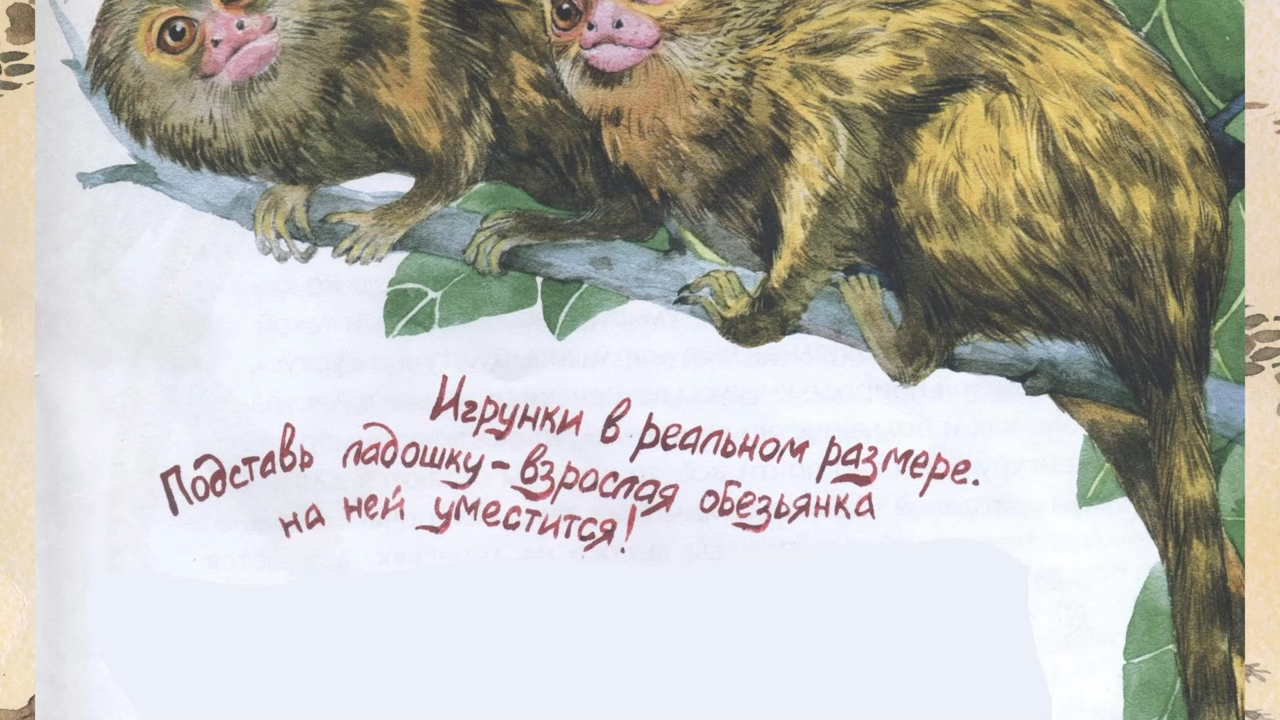 Игрунки в реальном размере.
Подставь ладошку – взрослая обезьянка
на ней уместится!